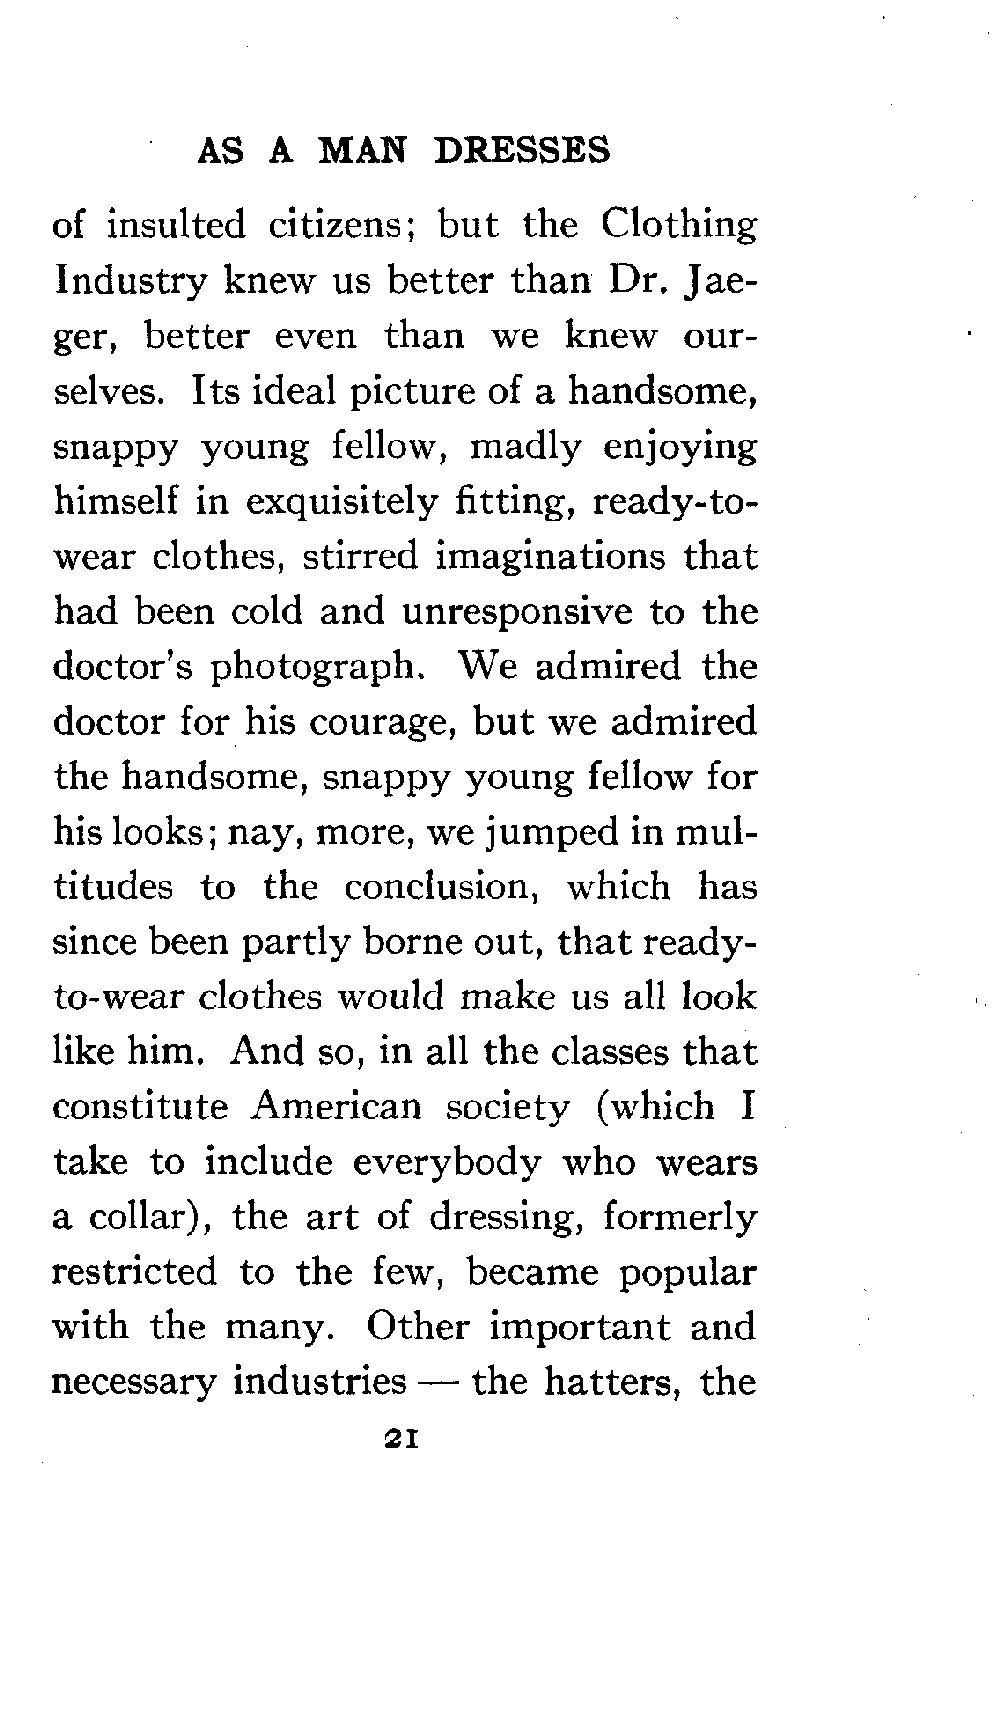 AS A MAN DRESSES
of insulted citizens; but the Clothing
Industry knew us better than Dr. Jae-
ger, better even than we knew our-
selves. Its ideal picture of a handsome,
snappy young fellow, madly enjoying
himself in exquisitely fitting, ready-to-
wear clothes, stirred imaginations that
had been cold and unresponsive to the
doctor's photograph. We admired the
doctor for his courage, but we admired
the handsome, snappy young fellow for
his looks; nay, more, we jumped in mul-
titudes to the conclusion, which has
since been partly borne out, that ready-
to-wear clothes would make us all look
like him. And so, in all the classes that
constitute American society (which I
take to include everybody who wears
a collar), the art of dressing, formerly
restricted to the few, became popular
with the many. Other important and
necessary industries — the hatters, the
21